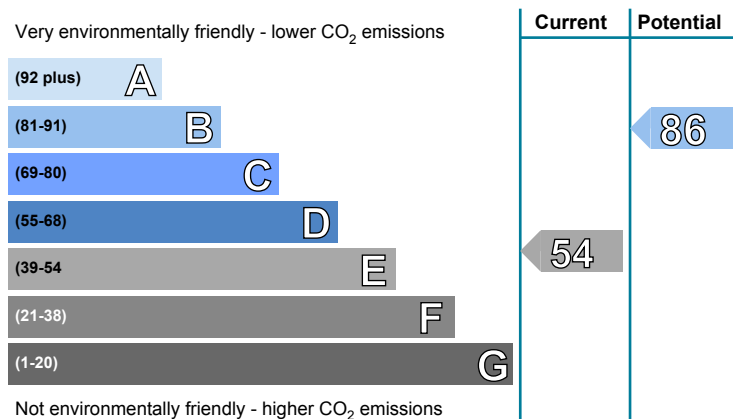 Current Potential
Very environmentally friendly - lower CO₂ emissions
(92 plus) A
(81-91) B
86
(69-80) C
(55-68) D
54
(39-54 E
(21-38) F
(1-20) G
Not environmentally friendly - higher CO₂ emissions